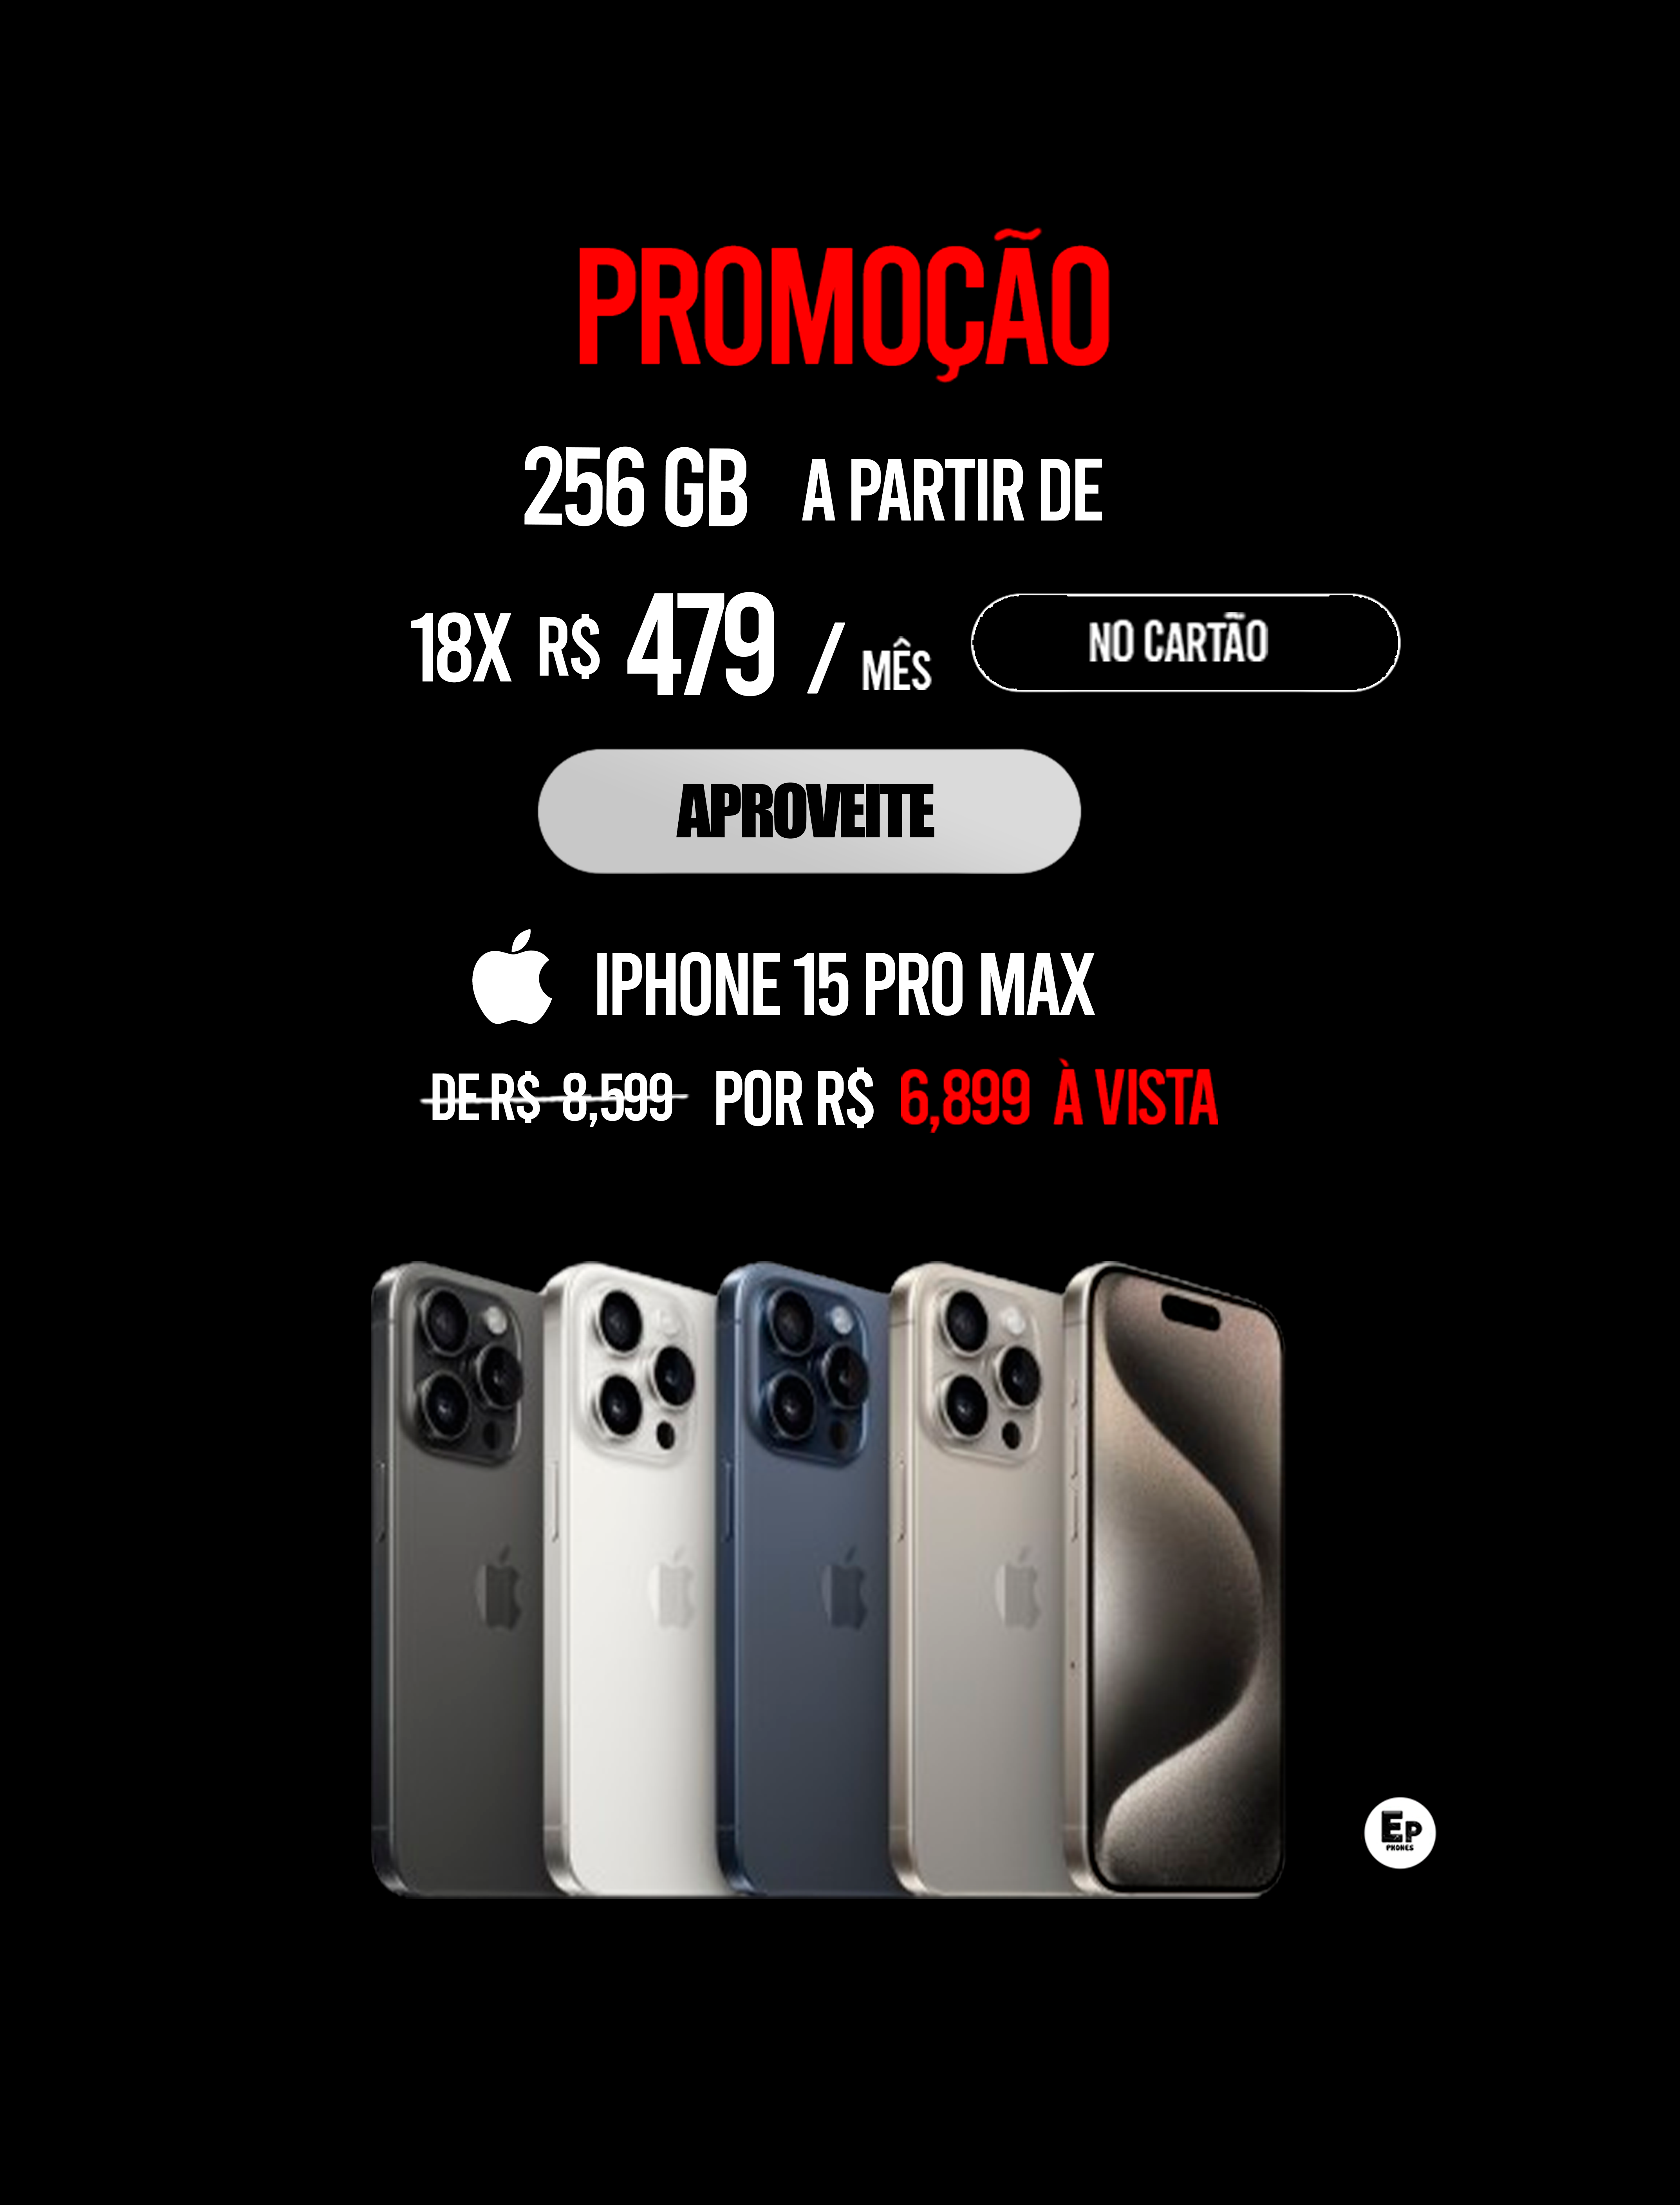 PROMOÇÃO
256 GB A PARTIR DE
18X R$ 479 / MÊS NO CARTÃO
APROVEITE
IPHONE 15 PRO MAX
DE R$ 8,599 POR R$ 6,899 À VISTA
EP
PHONES